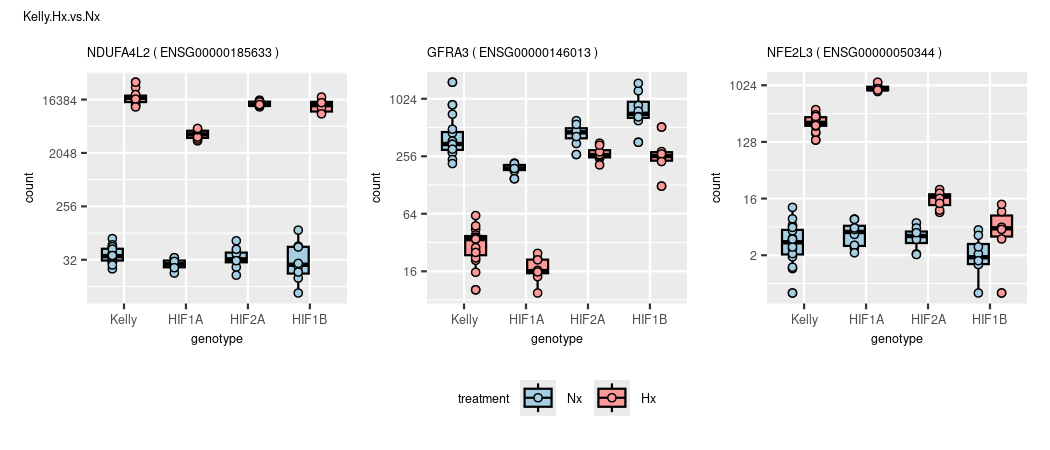 Kelly.Hx.vs.Nx
NDUFA4L2 ( ENSG00000185633 )
GFRA3 ( ENSG00000146013 )
NFE2L3 ( ENSG00000050344 )
count
16384
2048
256
32
Kelly HIF1A HIF2A HIF1B
genotype
count
1024
256
64
16
Kelly HIF1A HIF2A HIF1B
genotype
count
1024
128
16
2
Kelly HIF1A HIF2A HIF1B
genotype
treatment Nx Hx